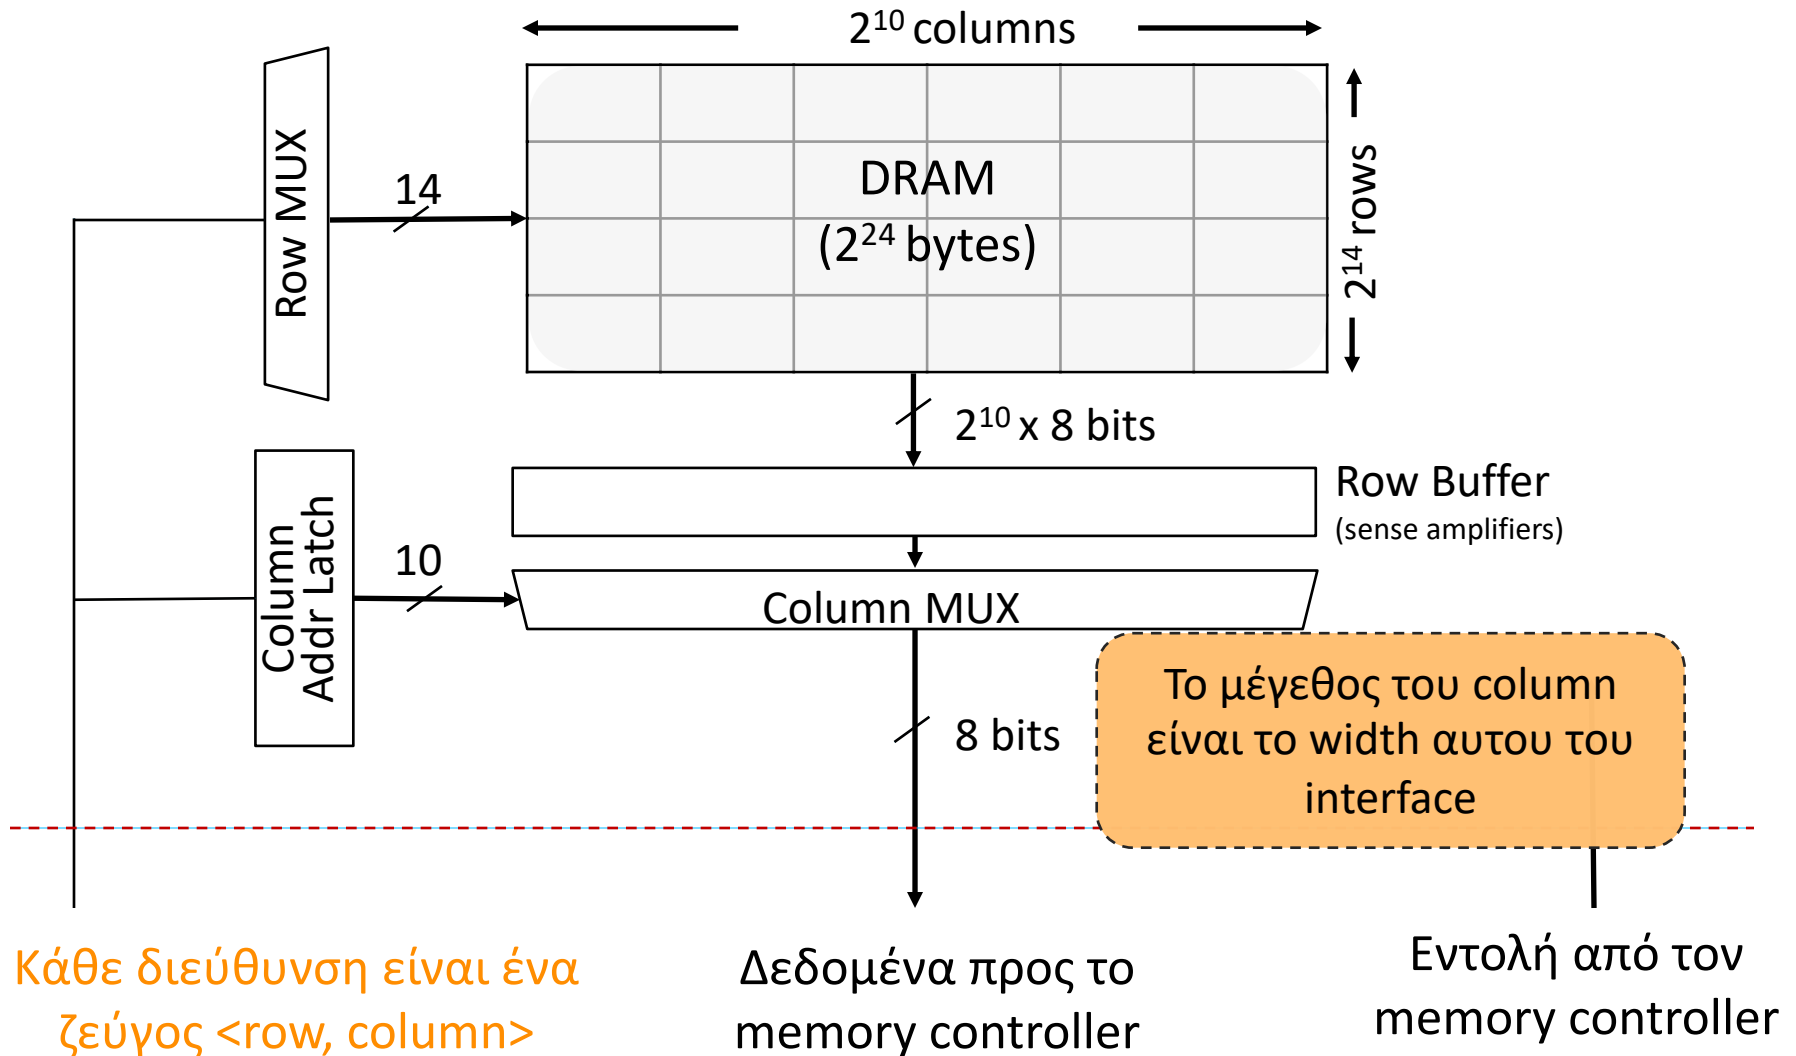 2¹⁰ columns
Row MUX
14
DRAM
(2²⁴ bytes)
2¹⁴ rows
2¹⁰ x 8 bits
Row Buffer
(sense amplifiers)
Column
Addr Latch
10
Column MUX
8 bits
Το μέγεθος του column
είναι το width αυτου του
interface
Κάθε διεύθυνση είναι ένα
ζεύγος <row, column>
Δεδομένα προς το
memory controller
Εντολή από τον
memory controller